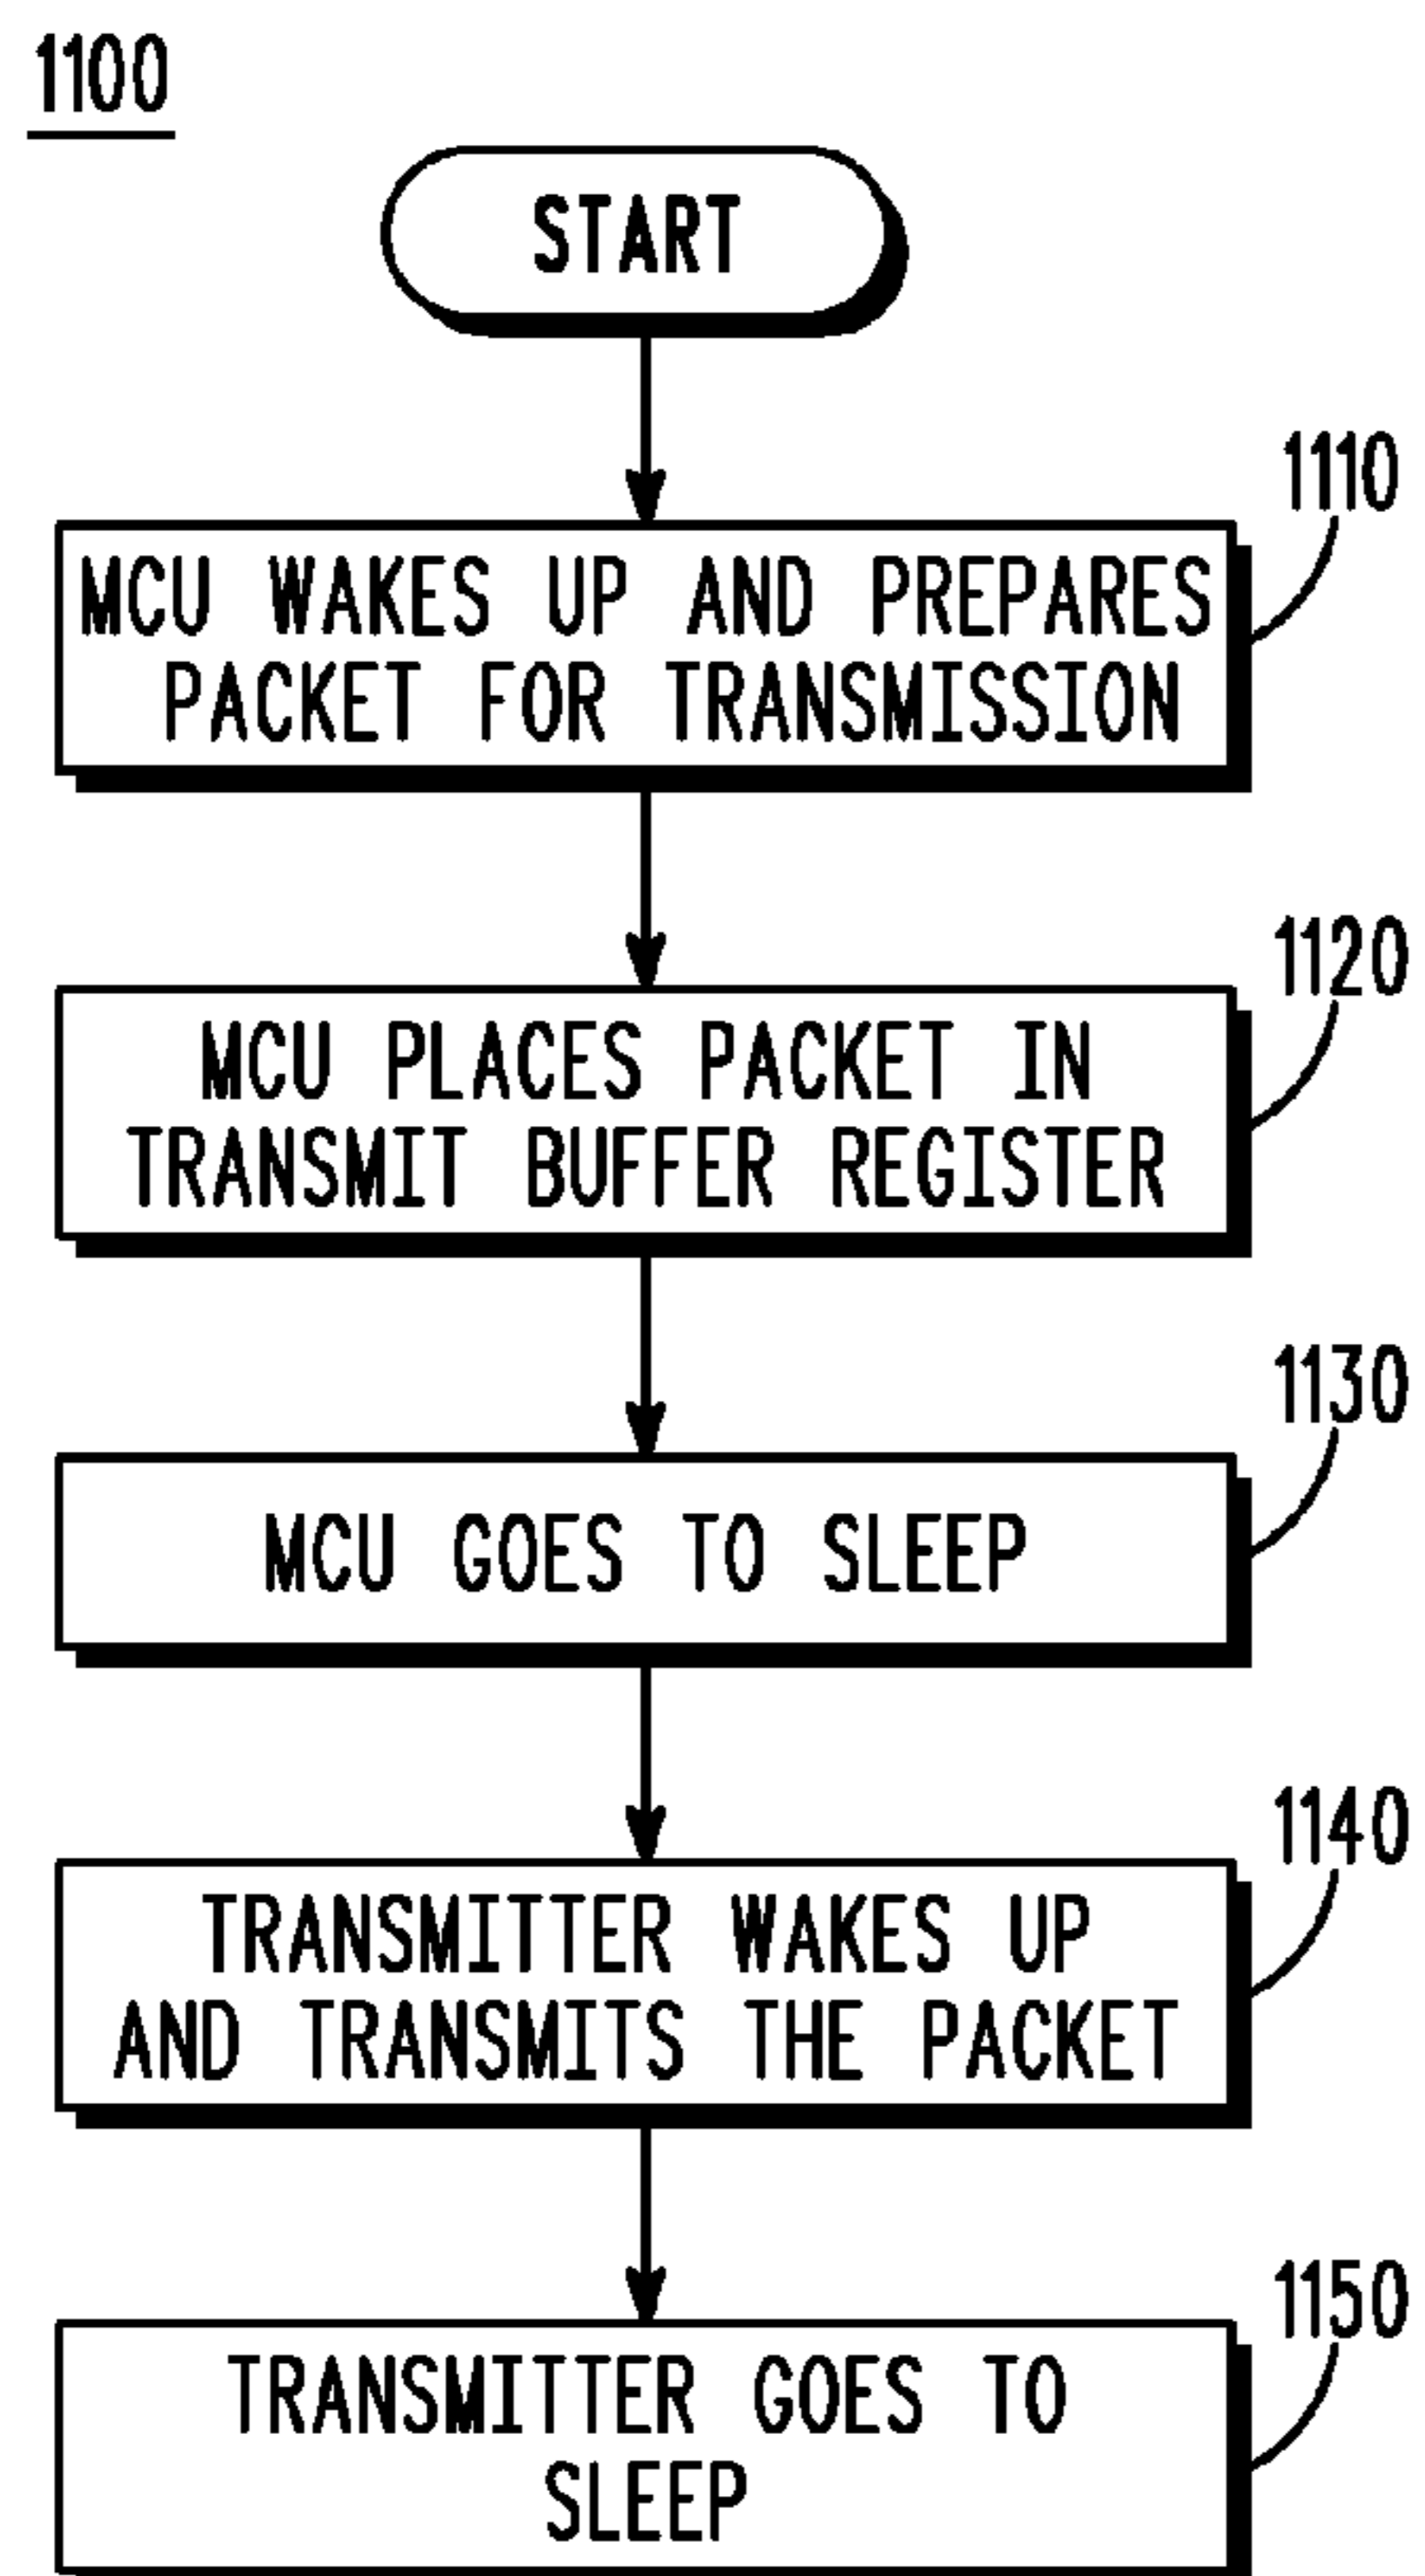 1100
START
1110
MCU WAKES UP AND PREPARES
PACKET FOR TRANSMISSION
1120
MCU PLACES PACKET IN
TRANSMIT BUFFER REGISTER
1130
MCU GOES TO SLEEP
1140
TRANSMITTER WAKES UP
AND TRANSMITS THE PACKET
1150
TRANSMITTER GOES TO
SLEEP